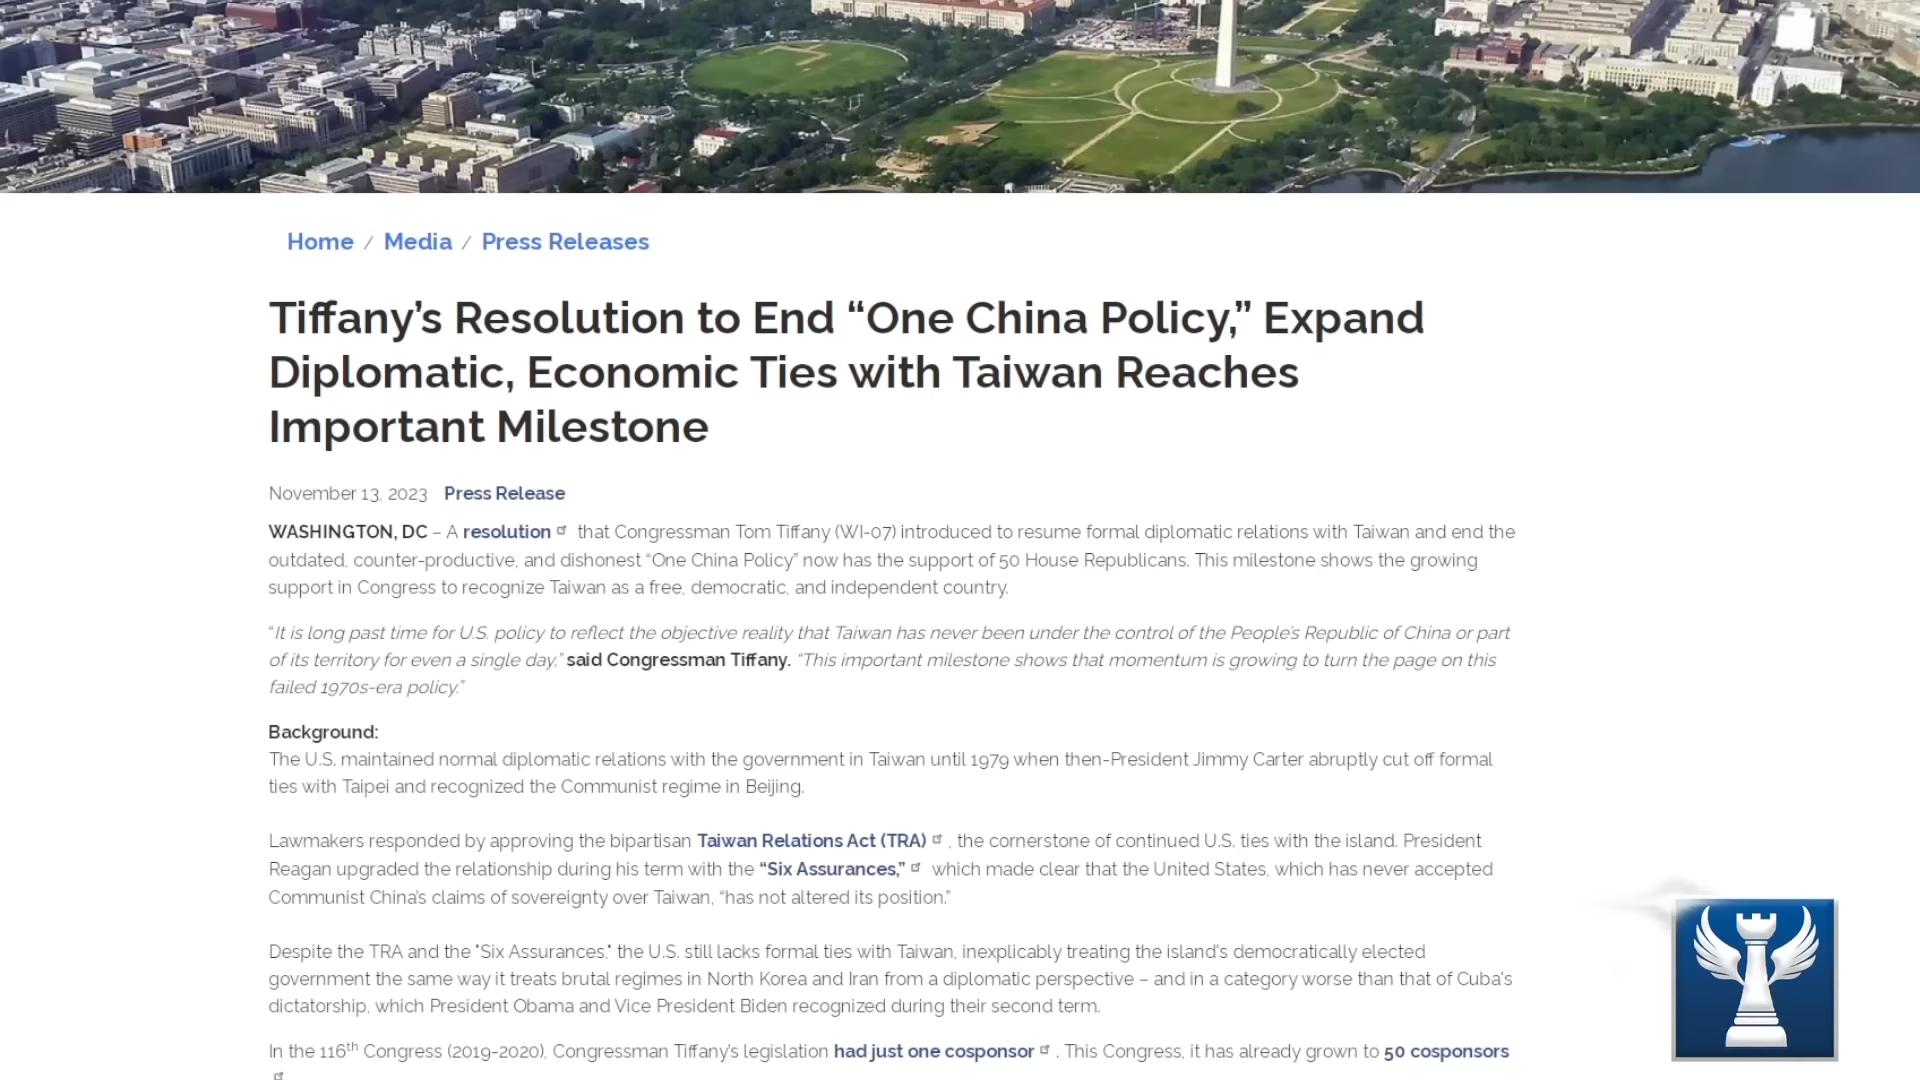 Home / Media / Press Releases
Tiffany’s Resolution to End “One China Policy,” Expand
Diplomatic, Economic Ties with Taiwan Reaches
Important Milestone
November 13, 2023 Press Release
WASHINGTON, DC – A resolution that Congressman Tom Tiffany (WI-07) introduced to resume formal diplomatic relations with Taiwan and end the
outdated, counter-productive, and dishonest “One China Policy” now has the support of 50 House Republicans. This milestone shows the growing
support in Congress to recognize Taiwan as a free, democratic, and independent country.
“It is long past time for U.S. policy to reflect the objective reality that Taiwan has never been under the control of the People’s Republic of China or part
of its territory for even a single day,” said Congressman Tiffany. “This important milestone shows that momentum is growing to turn the page on this
failed 1970s-era policy.”
Background:
The U.S. maintained normal diplomatic relations with the government in Taiwan until 1979 when then-President Jimmy Carter abruptly cut off formal
ties with Taipei and recognized the Communist regime in Beijing.
Lawmakers responded by approving the bipartisan Taiwan Relations Act (TRA) , the cornerstone of continued U.S. ties with the island. President
Reagan upgraded the relationship during his term with the “Six Assurances,” which made clear that the United States, which has never accepted
Communist China’s claims of sovereignty over Taiwan, “has not altered its position.”
Despite the TRA and the "Six Assurances," the U.S. still lacks formal ties with Taiwan, inexplicably treating the island’s democratically elected
government the same way it treats brutal regimes in North Korea and Iran from a diplomatic perspective – and in a category worse than that of Cuba’s
dictatorship, which President Obama and Vice President Biden recognized during their second term.
In the 116th Congress (2019-2020), Congressman Tiffany’s legislation had just one cosponsor . This Congress, it has already grown to 50 cosponsors